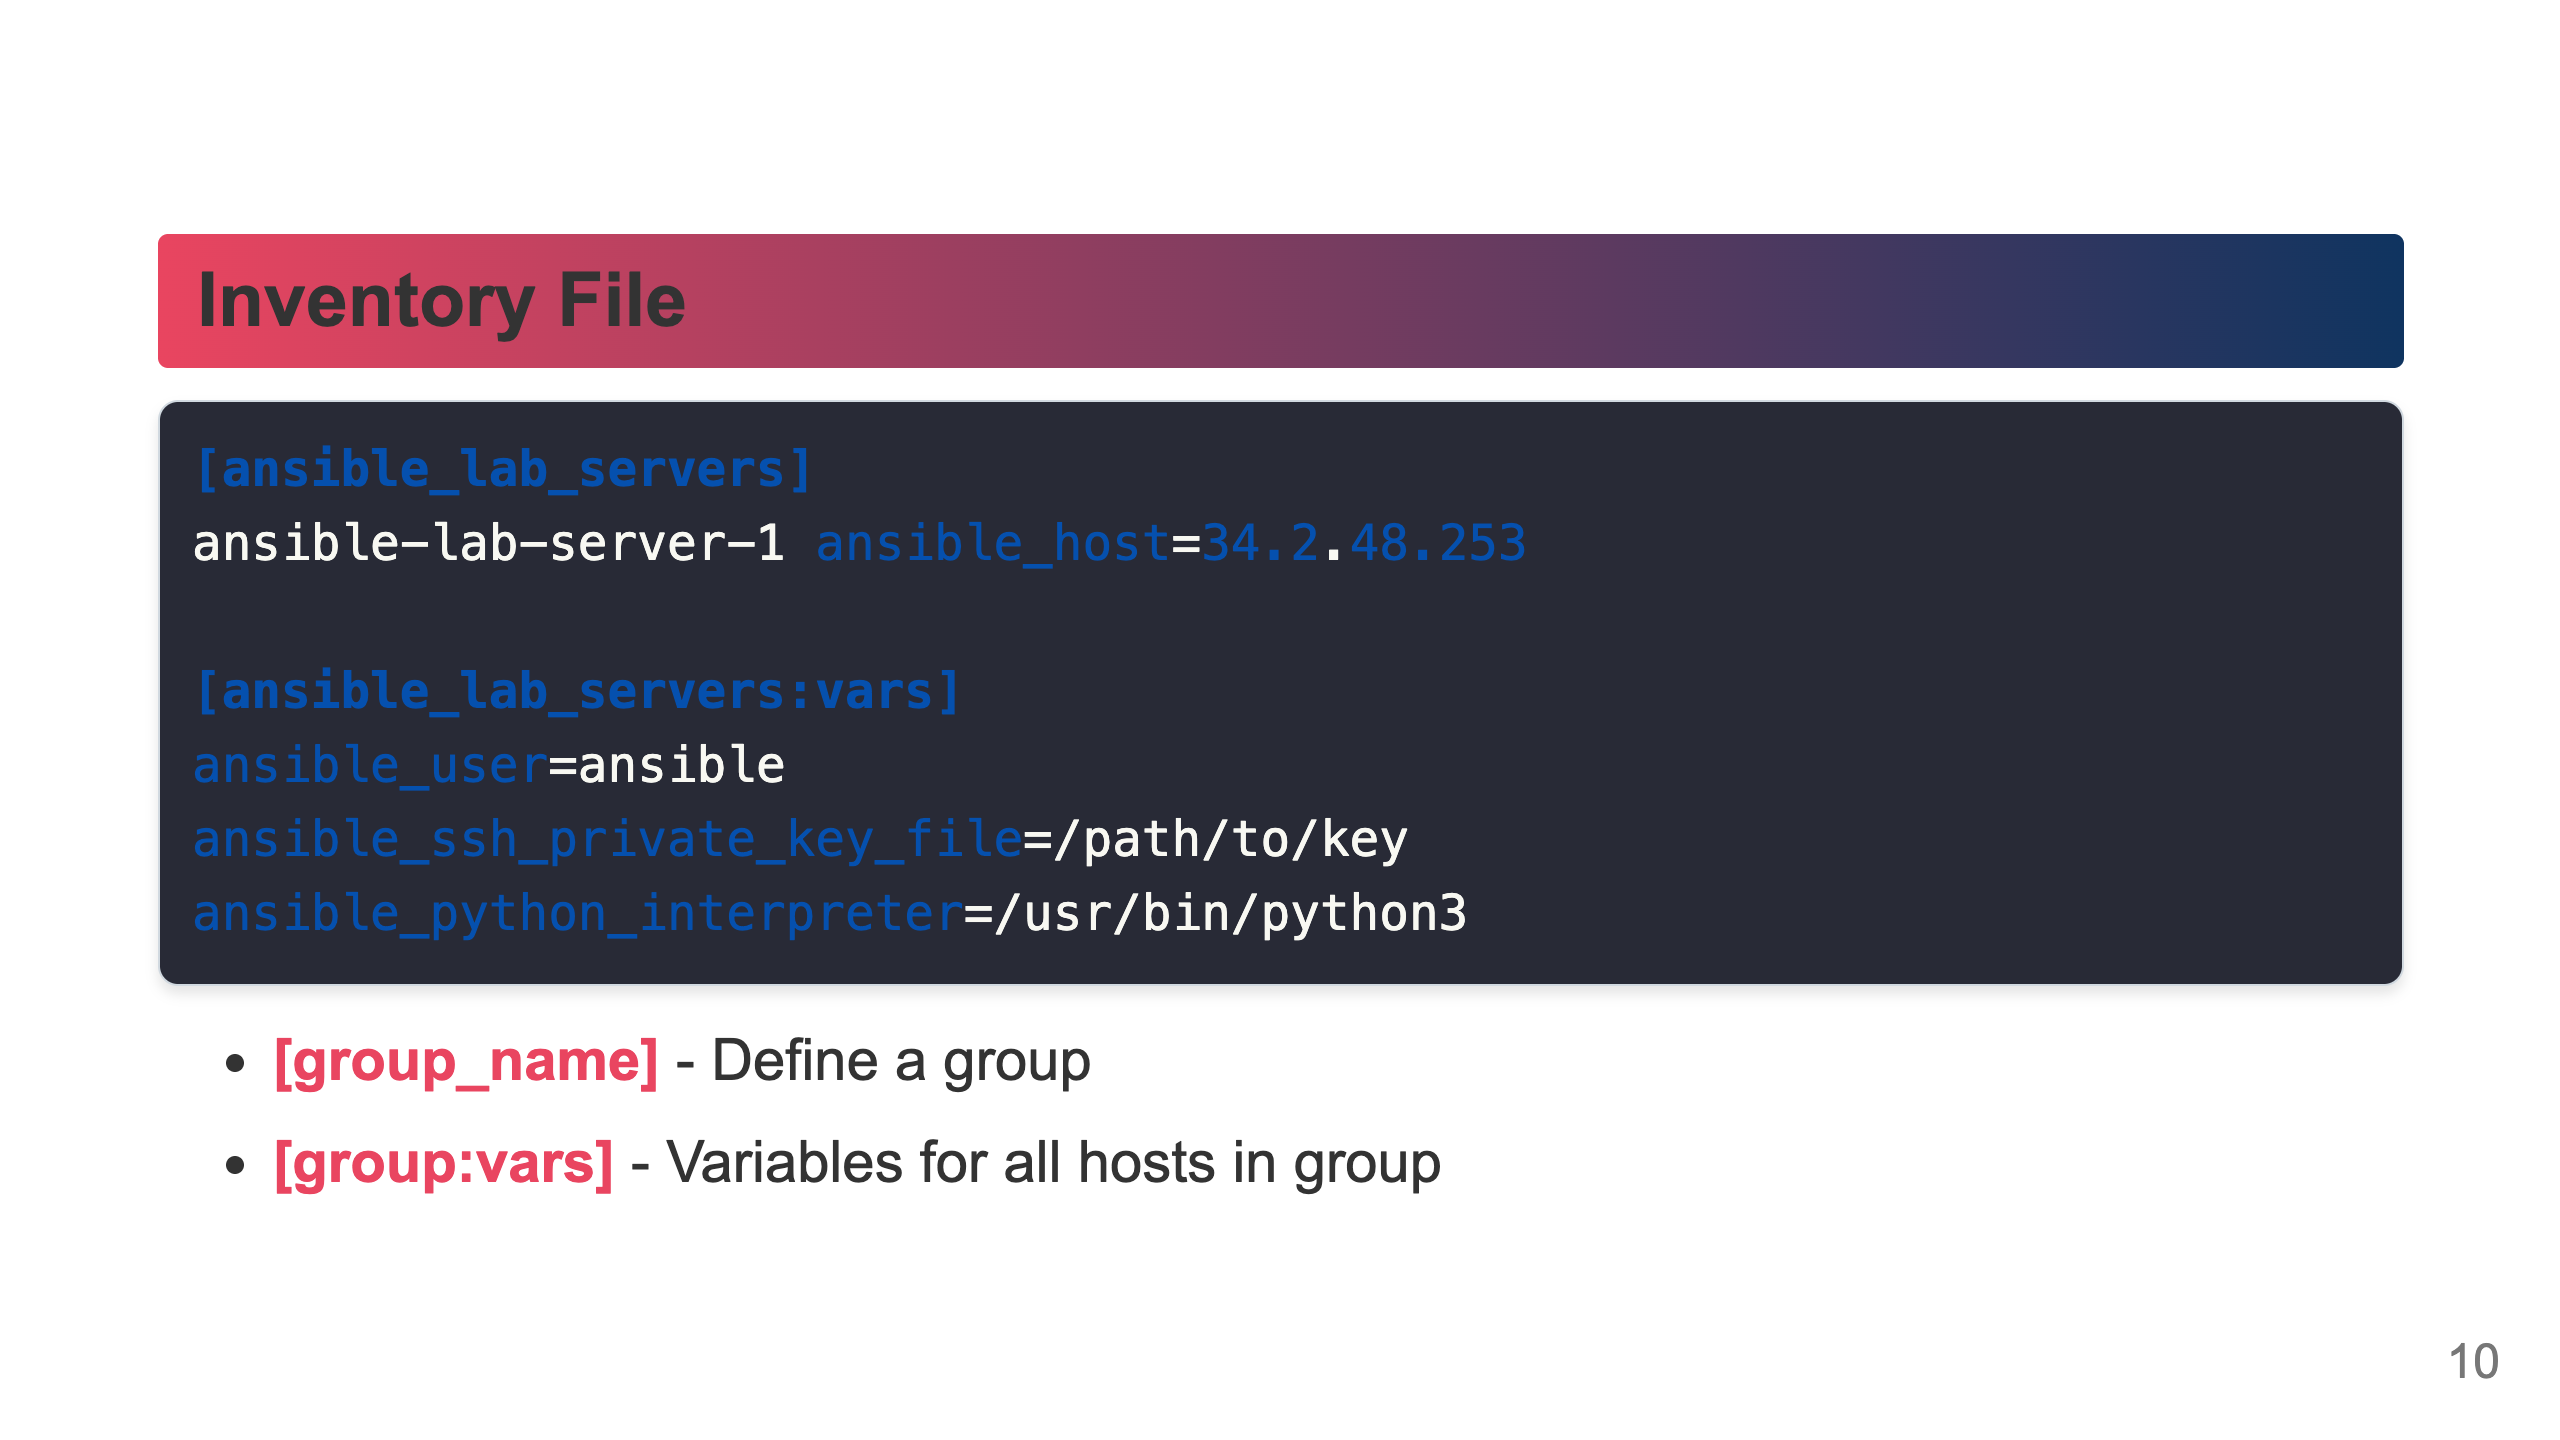 Inventory File
[ansible_lab_servers]
ansible-lab-server-1 ansible_host=34.2.48.253
[ansible_lab_servers:vars]
ansible_user=ansible
ansible_ssh_private_key_file=/path/to/key
ansible_python_interpreter=/usr/bin/python3
• [group_name] - Define a group
• [group:vars] - Variables for all hosts in group
10